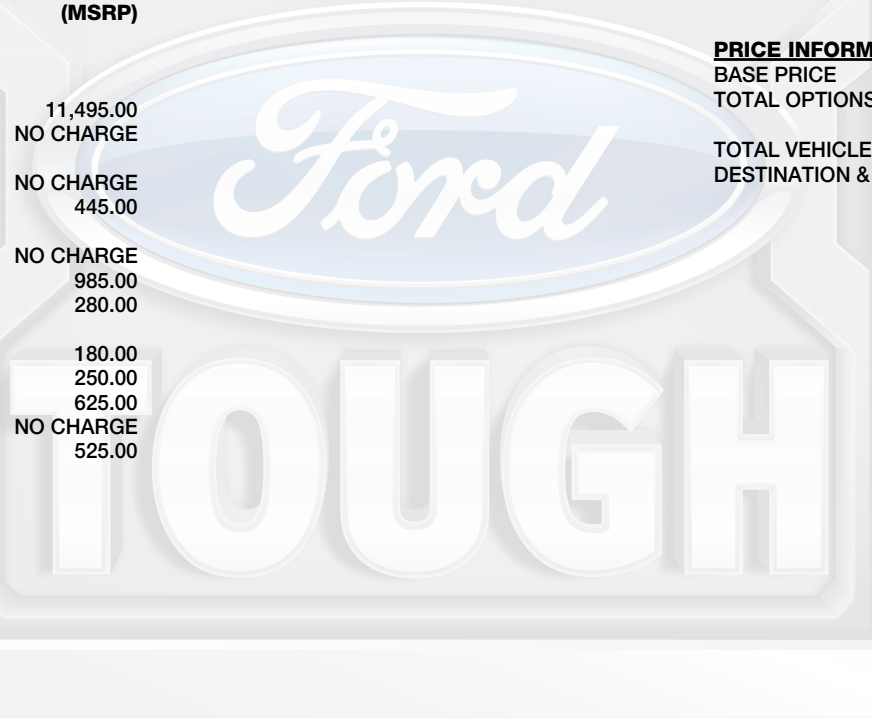 (MSRP)
11,495.00
NO CHARGE
NO CHARGE
445.00
NO CHARGE
985.00
280.00
180.00
250.00
625.00
NO CHARGE
525.00
PRICE INFORM
BASE PRICE
TOTAL OPTIONS
TOTAL VEHICLE
DESTINATION &
Ford
TOUGH